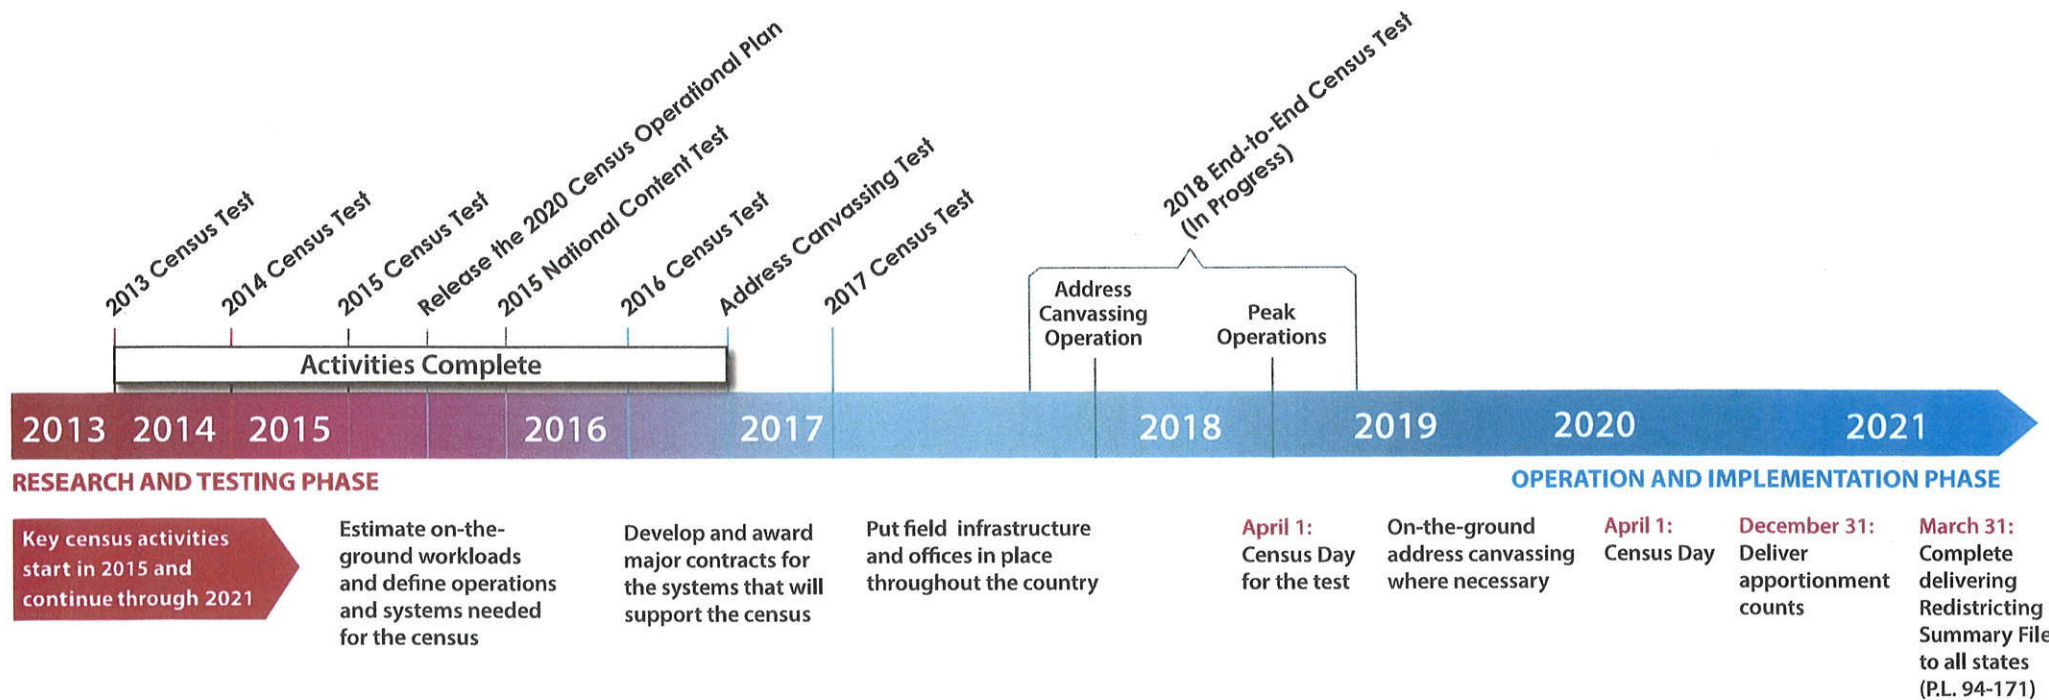 2013 Census Test
2014 Census Test
2015 Census Test
Release the 2020 Census Operational Plan
2015 National Content Test
2016 Census Test
Address Canvassing Test
2017 Census Test
2018 End-to-End Census Test
(In Progress)
Address
Canvassing
Operation
Peak
Operations
Activities Complete
2013
2014
2015
2016
2017
2018
2019
2020
2021
RESEARCH AND TESTING PHASE
OPERATION AND IMPLEMENTATION PHASE
Key census activities
start in 2015 and
continue through 2021
Estimate on-the-
ground workloads
and define operations
and systems needed
for the census
Develop and award
major contracts for
the systems that will
support the census
Put field infrastructure
and offices in place
throughout the country
April 1:
Census Day
for the test
On-the-ground
address canvassing
where necessary
April 1:
Census Day
December 31:
Deliver
apportionment
counts
March 31:
Complete
delivering
Redistricting
Summary File
to all states
(P.L. 94-171)